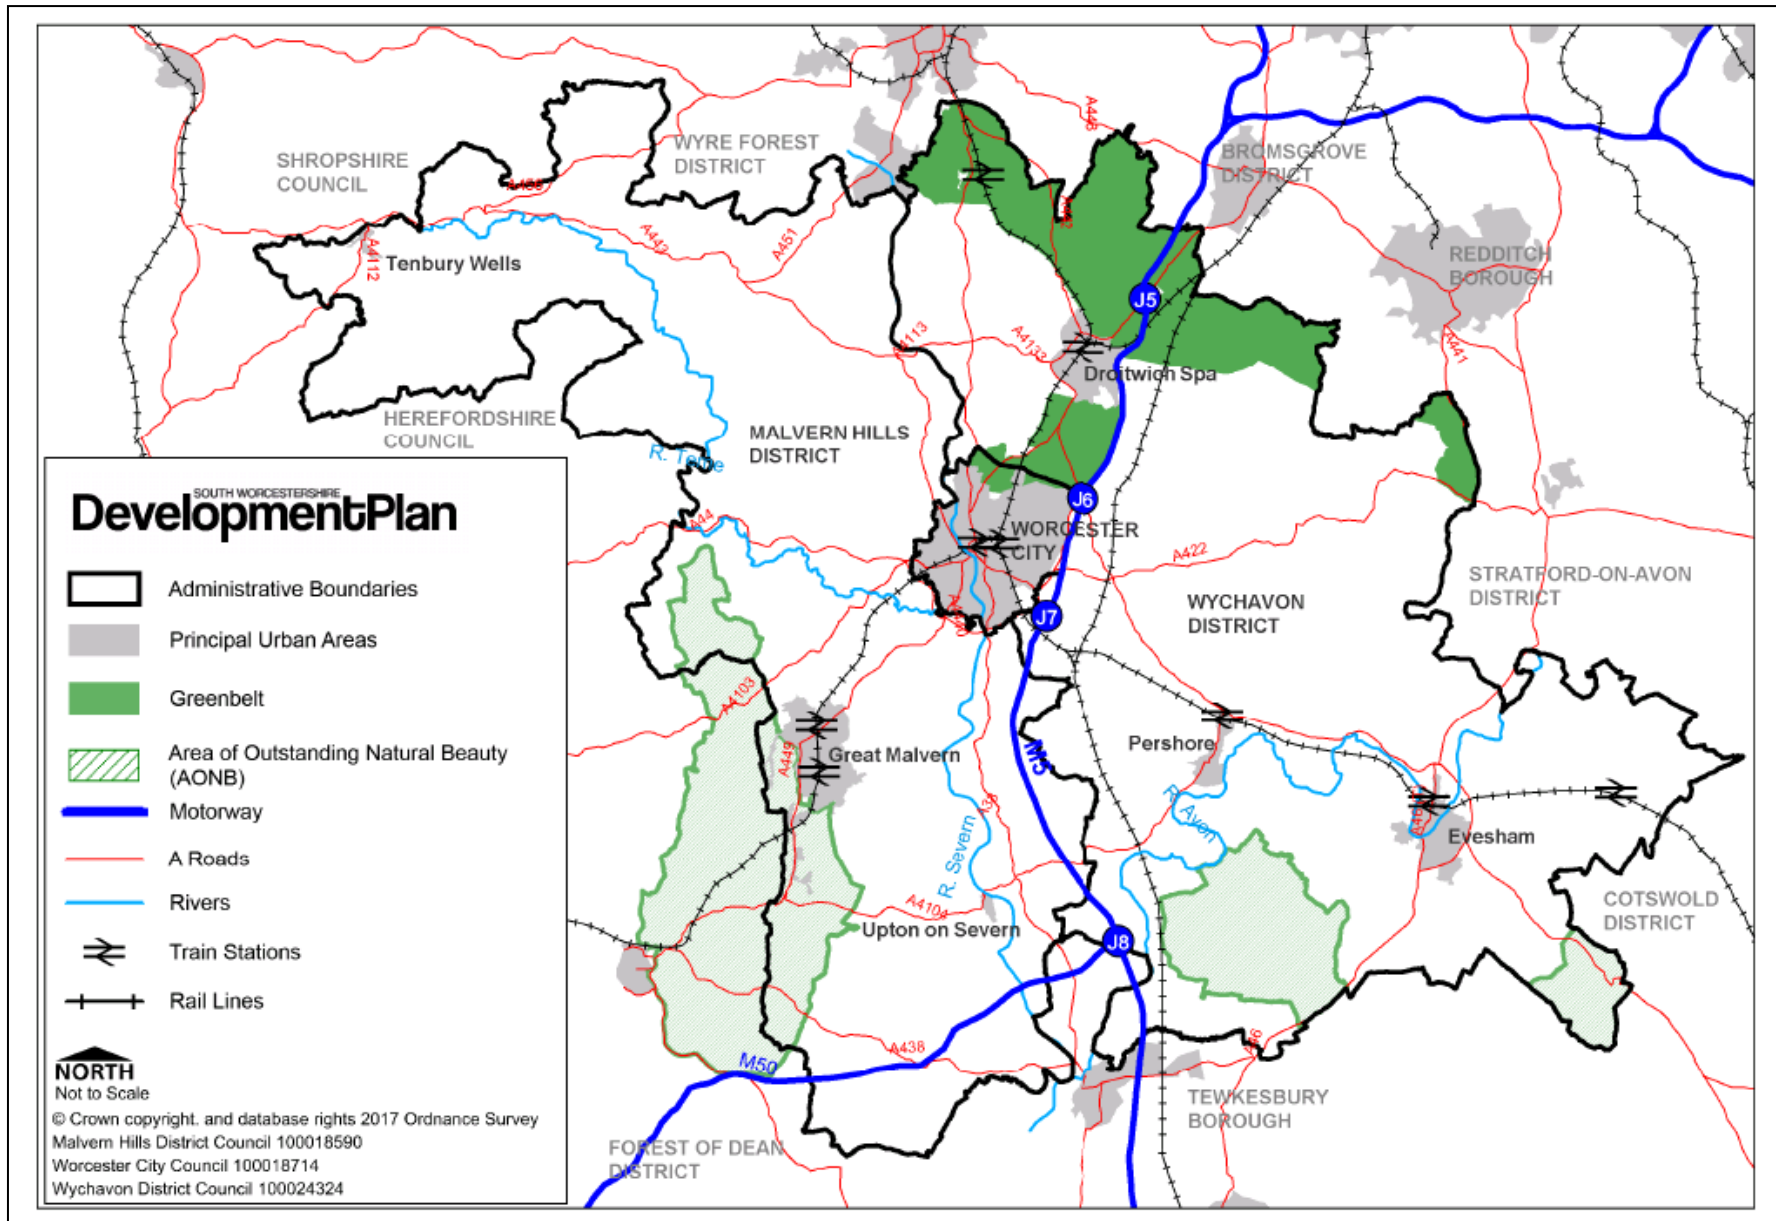 WYRE FOREST
DISTRICT
SHROPSHIRE
COUNCIL
A448
BROMSGROVE
DISTRICT
A456
A442
A443
A451
A4112
Tenbury Wells
REDDITCH
BOROUGH
J5
A4113
A4133
A441
Droitwich Spa
HEREFORDSHIRE
COUNCIL
MALVERN HILLS
DISTRICT
R. Teme
J6
A44
WORCESTER
CITY
A422
STRATFORD-ON-AVON
DISTRICT
WYCHAVON
DISTRICT
J7
A4103
A449
Great Malvern
M5
Pershore
R. Avon
A38
R. Severn
Evesham
A4104
Upton on Severn
COTSWOLD
DISTRICT
J8
A438
A46
M50
TEWKESBURY
BOROUGH
FOREST OF DEAN
DISTRICT
SOUTH WORCESTERSHIRE
DevelopmentPlan
Administrative Boundaries
Principal Urban Areas
Greenbelt
Area of Outstanding Natural Beauty
(AONB)
Motorway
A Roads
Rivers
Train Stations
Rail Lines
NORTH
Not to Scale
© Crown copyright. and database rights 2017 Ordnance Survey
Malvern Hills District Council 100018590
Worcester City Council 100018714
Wychavon District Council 100024324